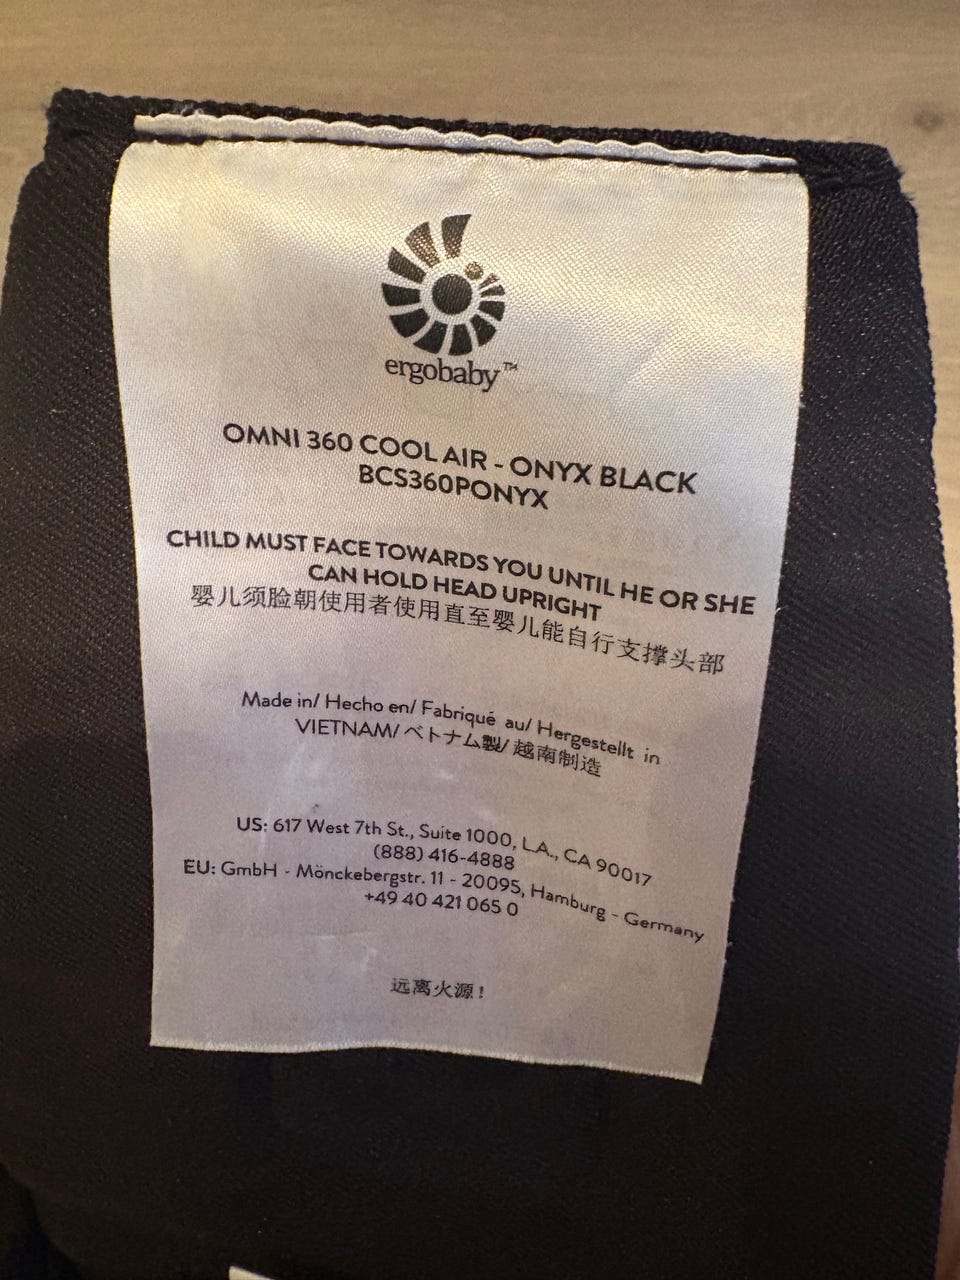 ergobaby™
OMNI 360 COOL AIR - ONYX BLACK
BCS360PONYX
CHILD MUST FACE TOWARDS YOU UNTIL HE OR SHE
CAN HOLD HEAD UPRIGHT
婴儿须脸朝使用者使用直至婴儿能自行支撑头部
Made in/ Hecho en/ Fabriqué au/ Hergestellt in
VIETNAM/ ベトナム製/ 越南制造
US: 617 West 7th St., Suite 1000, L.A., CA 90017
(888) 416-4888
EU: GmbH - Mönckebergstr. 11 - 20095, Hamburg - Germany
+49 40 421 065 0
远离火源!